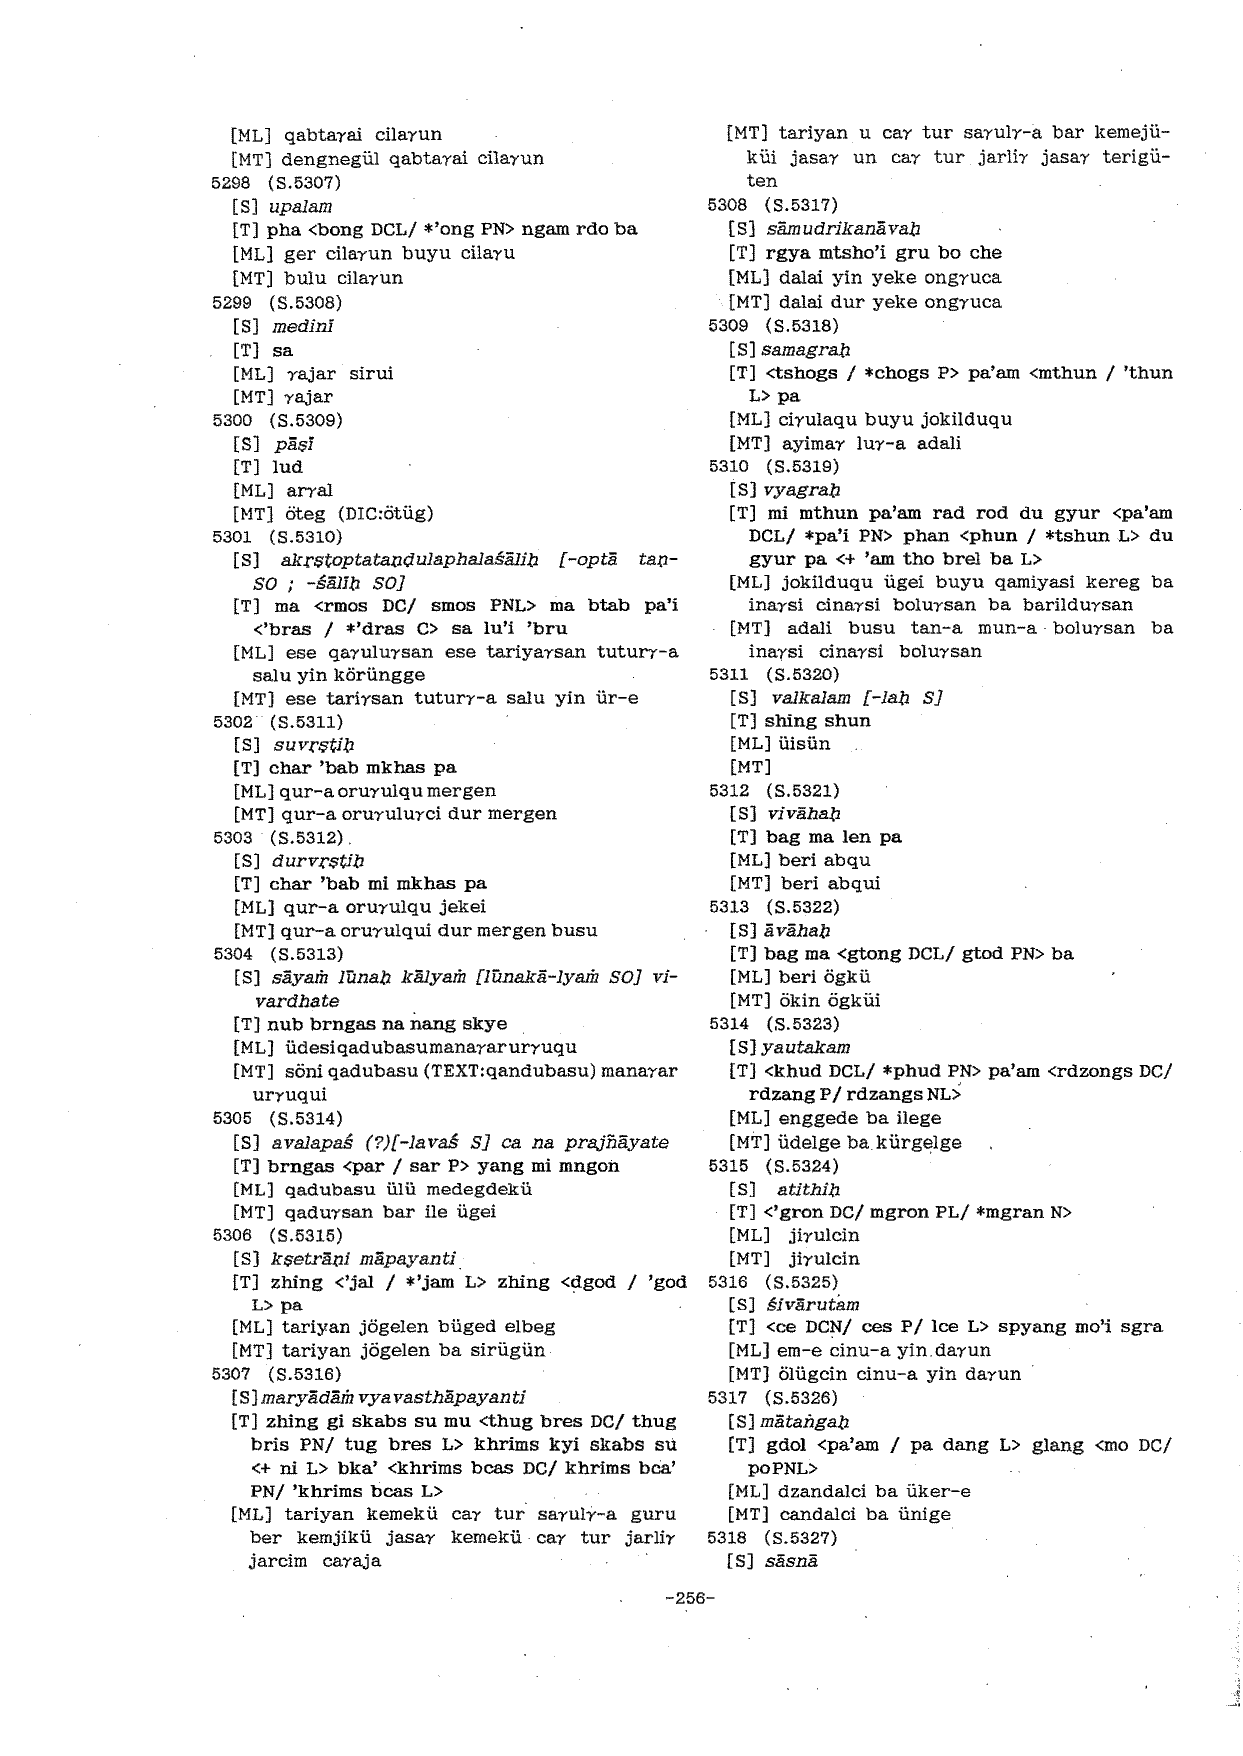 [ML] qabtaγai cilaγun
[MT] dengnegül qabtaγai cilaγun
5298 (S.5307)
[S] upalam
[T] pha <bong DCL/ *'ong PN> ngam rdo ba
[ML] ger cilaγun buyu cilaγu
[MT] bulu cilaγun
5299 (S.5308)
[S] medinī
[T] sa
[ML] γajar sirui
[MT] γajar
5300 (S.5309)
[S] pāṣī
[T] lud
[ML] arγal
[MT] öteg (DIC:ötüg)
5301 (S.5310)
[S] akṛṣṭoptataṇḍulaphalaśāliḥ [-optā taṇ-
SO ; -śālīḥ SO]
[T] ma <rmos DC/ smos PNL> ma btab pa'i
<'bras / *'dras C> sa lu'i 'bru
[ML] ese qaγuluγsan ese tariyaγsan tuturγ-a
salu yin körüngge
[MT] ese tariγsan tuturγ-a salu yin ür-e
5302 (S.5311)
[S] suvṛṣṭiḥ
[T] char 'bab mkhas pa
[ML] qur-a oruγulqu mergen
[MT] qur-a oruγuluγci dur mergen
5303 (S.5312)
[S] durvṛṣṭiḥ
[T] char 'bab mi mkhas pa
[ML] qur-a oruγulqu jekei
[MT] qur-a oruγulqui dur mergen busu
5304 (S.5313)
[S] sāyaṁ lūnaḥ kālyaṁ [lūnakā-lyaṁ SO] vi-
vardhate
[T] nub brngas na nang skye
[ML] üdesiqadubasumanaγarurγuqu
[MT] söni qadubasu (TEXT:qandubasu) manaγar
urγuqui
5305 (S.5314)
[S] avalapaś (?)[-lavaś S] ca na prajñāyate
[T] brngas <par / sar P> yang mi mngon
[ML] qadubasu ülü medegdekü
[MT] qaduγsan bar ile ügei
5306 (S.5315)
[S] kṣetrāṇi māpayanti
[T] zhing <'jal / *'jam L> zhing <dgod / 'god
L> pa
[ML] tariyan jögelen büged elbeg
[MT] tariyan jögelen ba sirügün
5307 (S.5316)
[S] maryādāṁ vyavasthāpayanti
[T] zhing gi skabs su mu <thug bres DC/ thug
bris PN/ tug bres L> khrims kyi skabs su
<+ ni L> bka' <khrims bcas DC/ khrims bca'
PN/ 'khrims bcas L>
[ML] tariyan kemekü caγ tur saγulγ-a guru
ber kemjikü jasaγ kemekü caγ tur jarliγ
jarcim caγaja
[MT] tariyan u caγ tur saγulγ-a bar kemejü-
küi jasaγ un caγ tur jarliγ jasaγ terigü-
ten
5308 (S.5317)
[S] sāmudrikanāvaḥ
[T] rgya mtsho'i gru bo che
[ML] dalai yin yeke ongγuca
[MT] dalai dur yeke ongγuca
5309 (S.5318)
[S] samagraḥ
[T] <tshogs / *chogs P> pa'am <mthun / 'thun
L> pa
[ML] ciγulaqu buyu jokilduqu
[MT] ayimaγ luγ-a adali
5310 (S.5319)
[S] vyagraḥ
[T] mi mthun pa'am rad rod du gyur <pa'am
DCL/ *pa'i PN> phan <phun / *tshun L> du
gyur pa <+ 'am tho brel ba L>
[ML] jokilduqu ügei buyu qamiyasi kereg ba
inaγsi cinaγsi boluγsan ba barilduγsan
[MT] adali busu tan-a mun-a boluγsan ba
inaγsi cinaγsi boluγsan
5311 (S.5320)
[S] valkalam [-laḥ S]
[T] shing shun
[ML] üisün
[MT]
5312 (S.5321)
[S] vivāhaḥ
[T] bag ma len pa
[ML] beri abqu
[MT] beri abqui
5313 (S.5322)
[S] āvāhaḥ
[T] bag ma <gtong DCL/ gtod PN> ba
[ML] beri ögkü
[MT] ökin ögküi
5314 (S.5323)
[S] yautakam
[T] <khud DCL/ *phud PN> pa'am <rdzongs DC/
rdzang P/ rdzangs NL>
[ML] enggede ba ilege
[MT] üdelge ba kürgelge
5315 (S.5324)
[S] atithiḥ
[T] <'gron DC/ mgron PL/ *mgran N>
[ML] jiγulcin
[MT] jiγulcin
5316 (S.5325)
[S] śivārutam
[T] <ce DCN/ ces P/ lce L> spyang mo'i sgra
[ML] em-e cinu-a yin daγun
[MT] ölügcin cinu-a yin daγun
5317 (S.5326)
[S] mātaṅgaḥ
[T] gdol <pa'am / pa dang L> glang <mo DC/
po PNL>
[ML] dzandalci ba üker-e
[MT] candalci ba ünige
5318 (S.5327)
[S] sāsnā
-256-